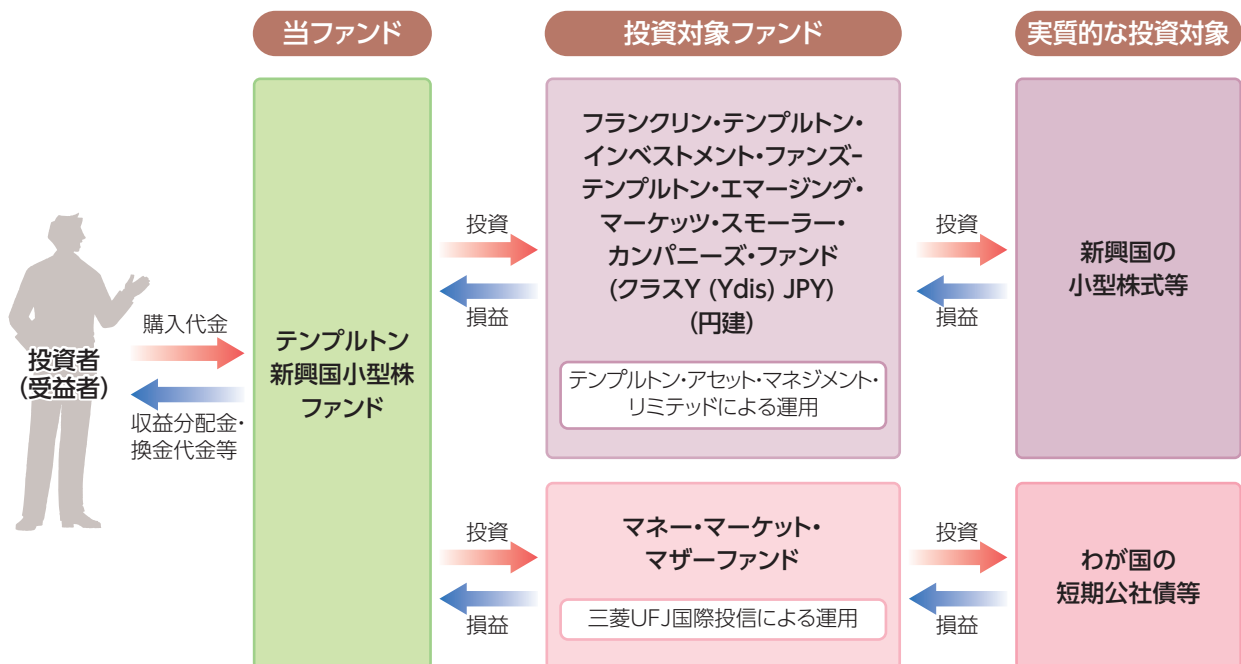 当ファンド
投資対象ファンド
実質的な投資対象
投資者
(受益者)
購入代金
収益分配金・
換金代金等
テンプルトン
新興国小型株
ファンド
投資
損益
フランクリン・テンプルトン・
インベストメント・ファンズ-
テンプルトン・エマージング・
マーケッツ・スモーラー・
カンパニーズ・ファンド
(クラスY (Ydis) JPY)
(円建)
テンプルトン・アセット・マネジメント・
リミテッドによる運用
投資
損益
新興国の
小型株式等
投資
損益
マネー・マーケット・
マザーファンド
三菱UFJ国際投信による運用
投資
損益
わが国の
短期公社債等